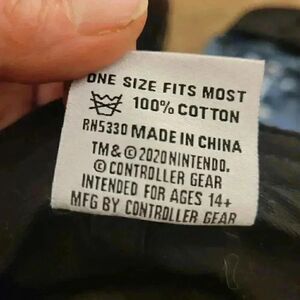 ONE SIZE FITS MOST
100% COTTON
RN5330 MADE IN CHINA
TM & © 2020 NINTENDO.
© CONTROLLER GEAR
INTENDED FOR AGES 14+
MFG BY CONTROLLER GEAR